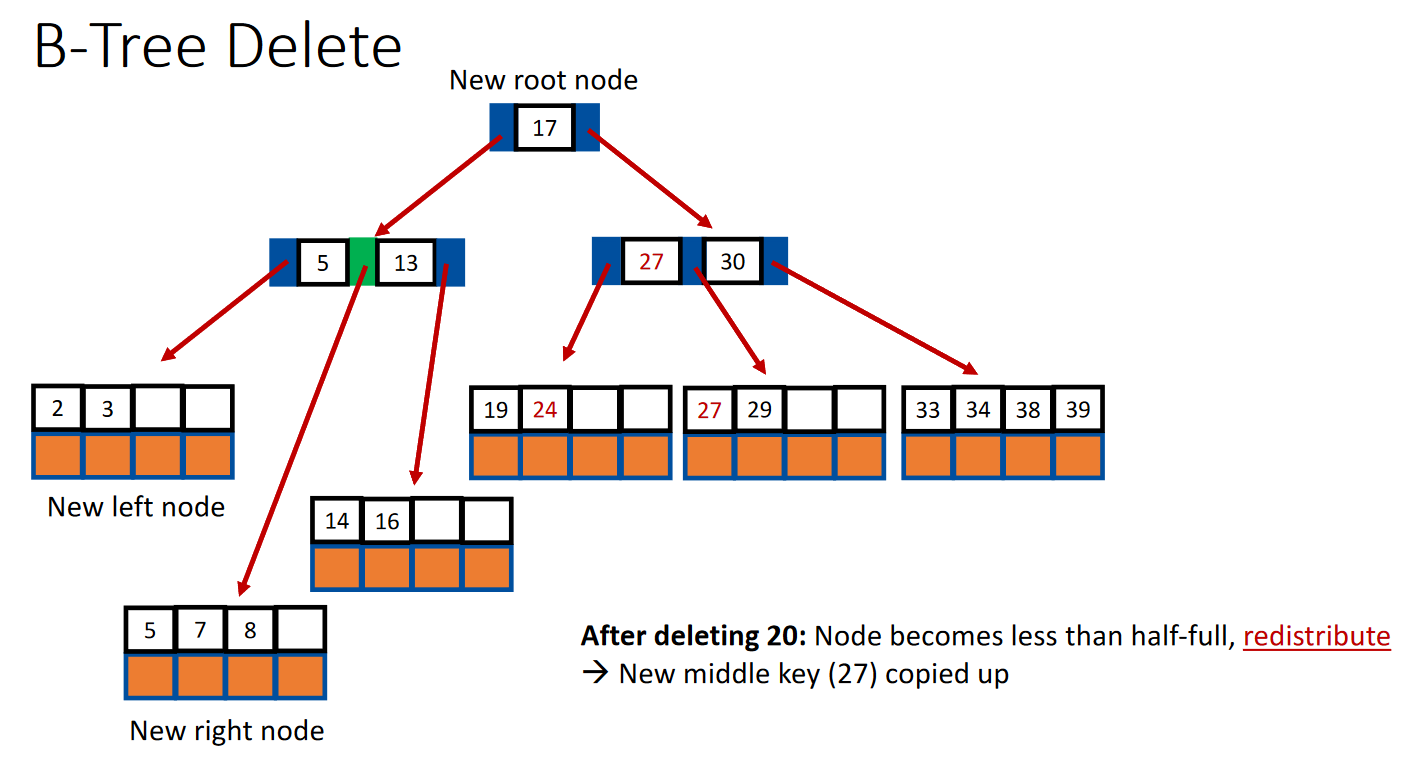 B-Tree Delete
New root node
17
5 13
27 30
2 3
19 24
27 29
33 34 38 39
New left node
14 16
5 7 8
New right node
After deleting 20: Node becomes less than half-full, redistribute
→ New middle key (27) copied up